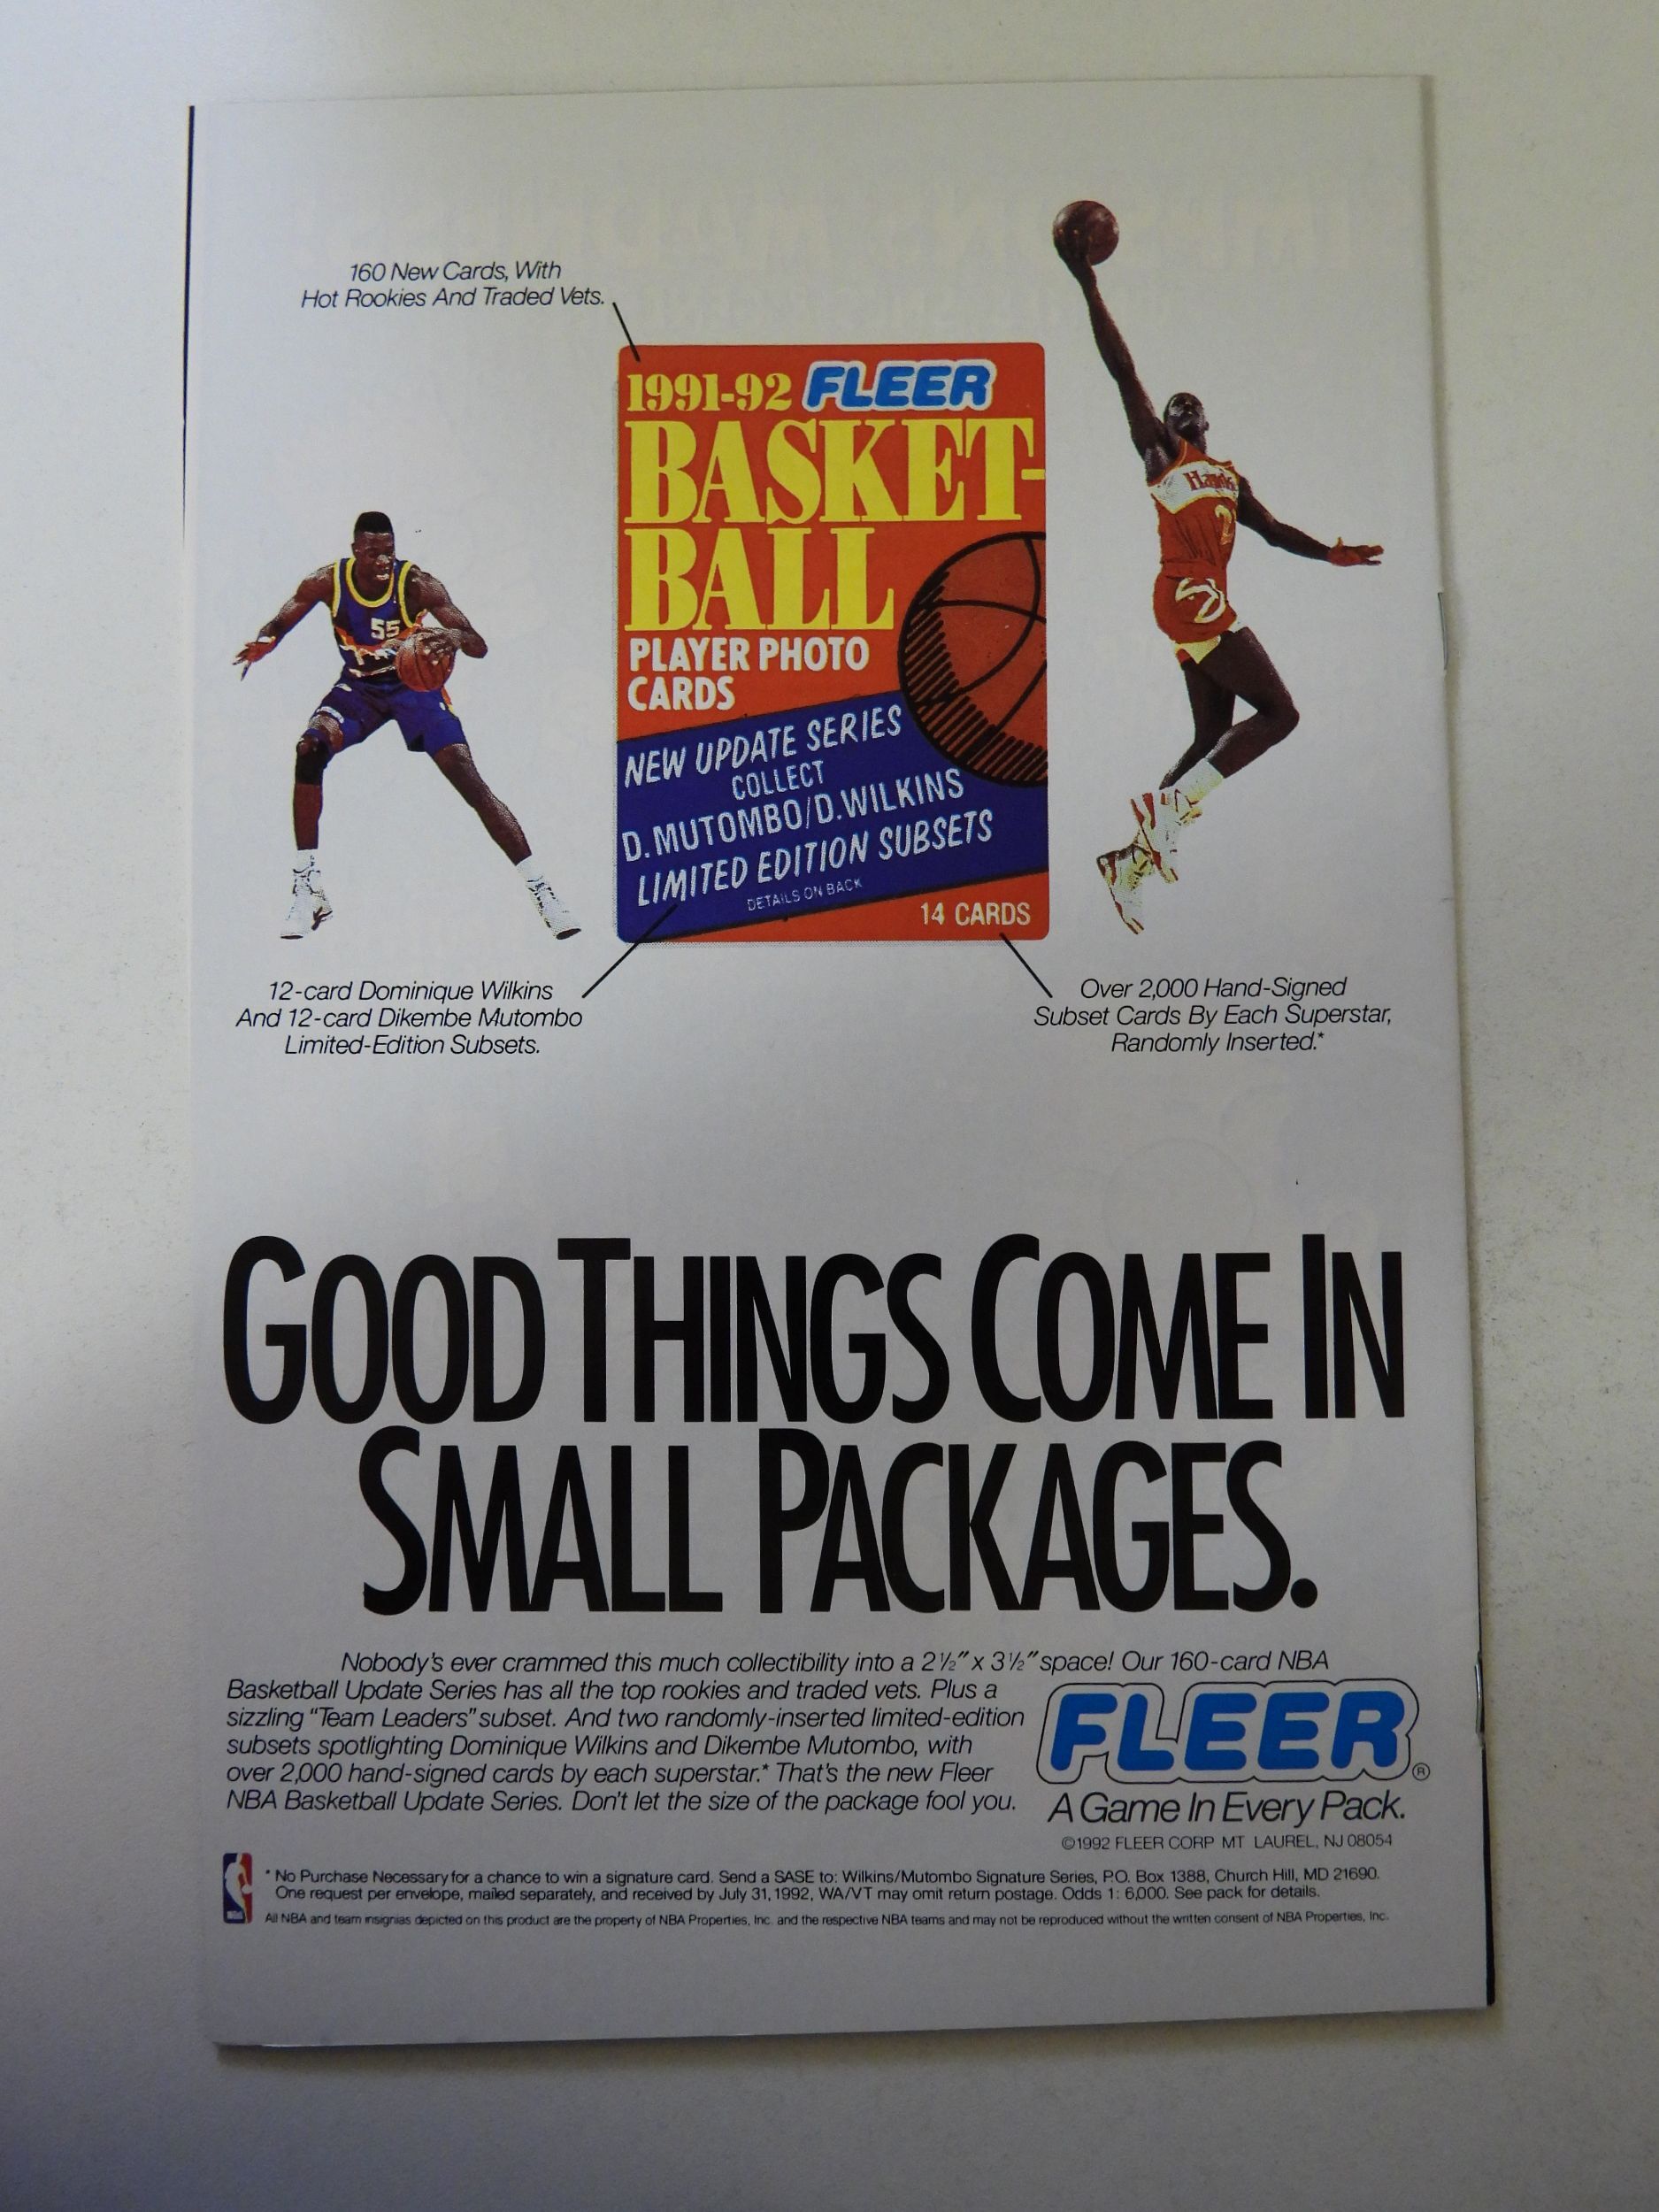 160 New Cards, With
Hot Rookies And Traded Vets.
1991-92 FLEER
BASKET-
BALL
PLAYER PHOTO
CARDS
NEW UPDATE SERIES
COLLECT
D. MUTOMBO/D. WILKINS
LIMITED EDITION SUBSETS
DETAILS ON BACK
14 CARDS
55
Hawks
2
12-card Dominique Wilkins
And 12-card Dikembe Mutombo
Limited-Edition Subsets.
Over 2,000 Hand-Signed
Subset Cards By Each Superstar,
Randomly Inserted.*
GOOD THINGS COME IN
SMALL PACKAGES.
Nobody's ever crammed this much collectibility into a 2½" x 3½" space! Our 160-card NBA
Basketball Update Series has all the top rookies and traded vets. Plus a
sizzling "Team Leaders" subset. And two randomly-inserted limited-edition
subsets spotlighting Dominique Wilkins and Dikembe Mutombo, with
over 2,000 hand-signed cards by each superstar.* That's the new Fleer
NBA Basketball Update Series. Don't let the size of the package fool you.
FLEER®
A Game In Every Pack.
©1992 FLEER CORP MT LAUREL, NJ 08054
* No Purchase Necessary for a chance to win a signature card. Send a SASE to: Wilkins/Mutombo Signature Series, P.O. Box 1388, Church Hill, MD 21690.
One request per envelope, mailed separately, and received by July 31, 1992, WA/VT may omit return postage. Odds 1: 6,000. See pack for details.
All NBA and team insignias depicted on this product are the property of NBA Properties, Inc. and the respective NBA teams and may not be reproduced without the written consent of NBA Properties, Inc.